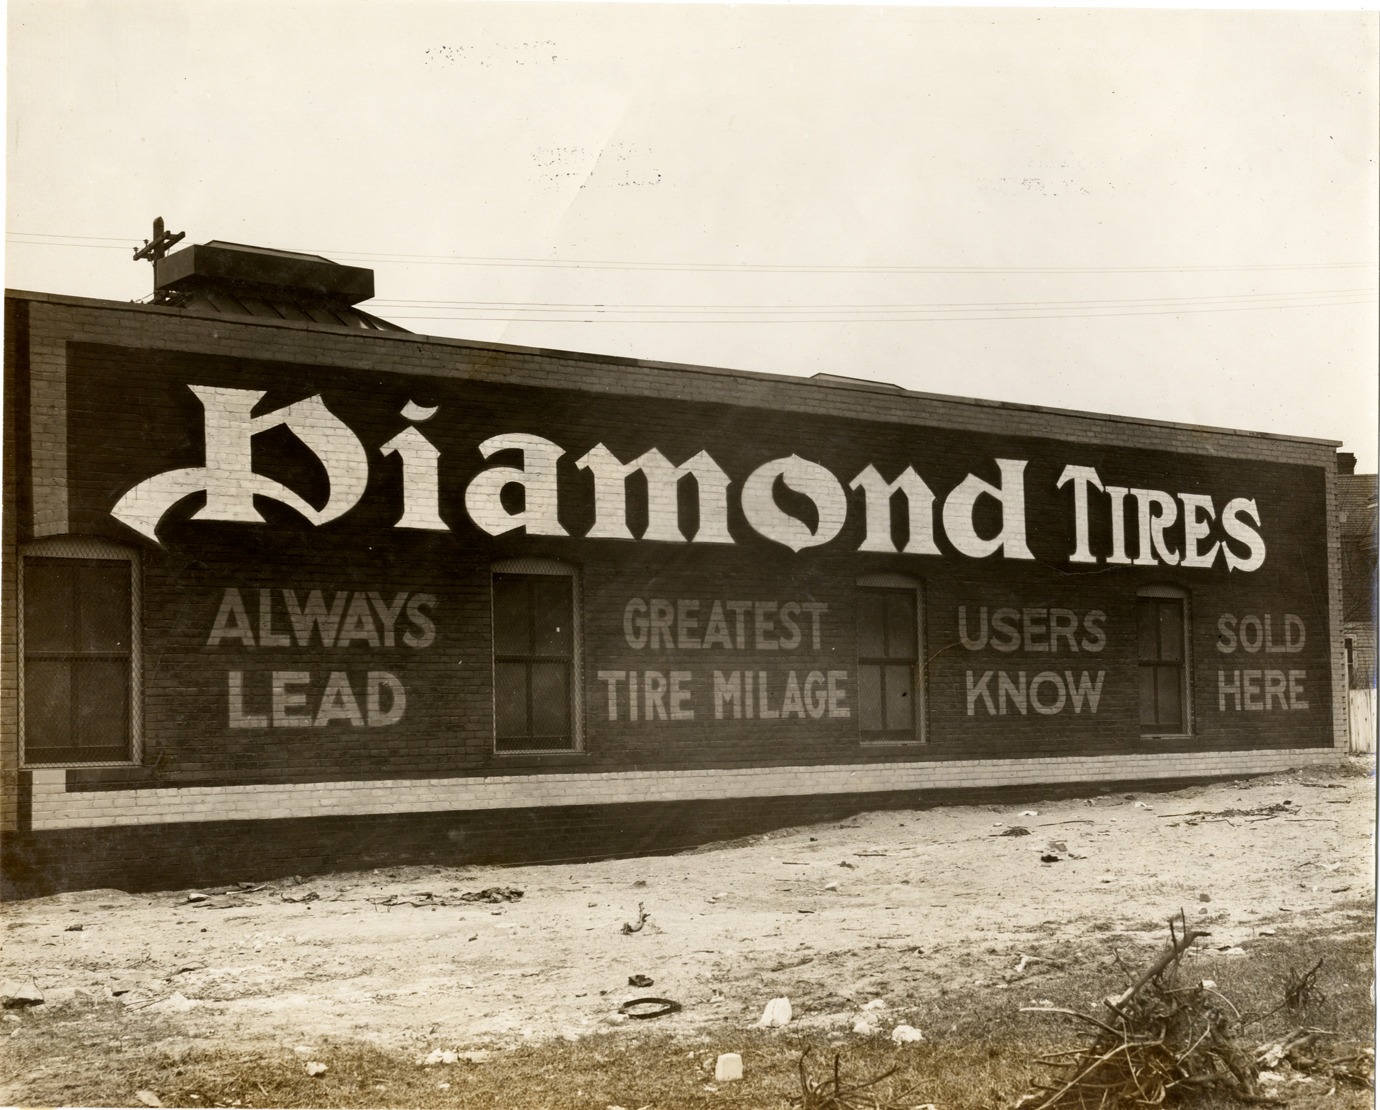 Diamond TIRES
ALWAYS
LEAD
GREATEST
TIRE MILAGE
USERS
KNOW
SOLD
HERE